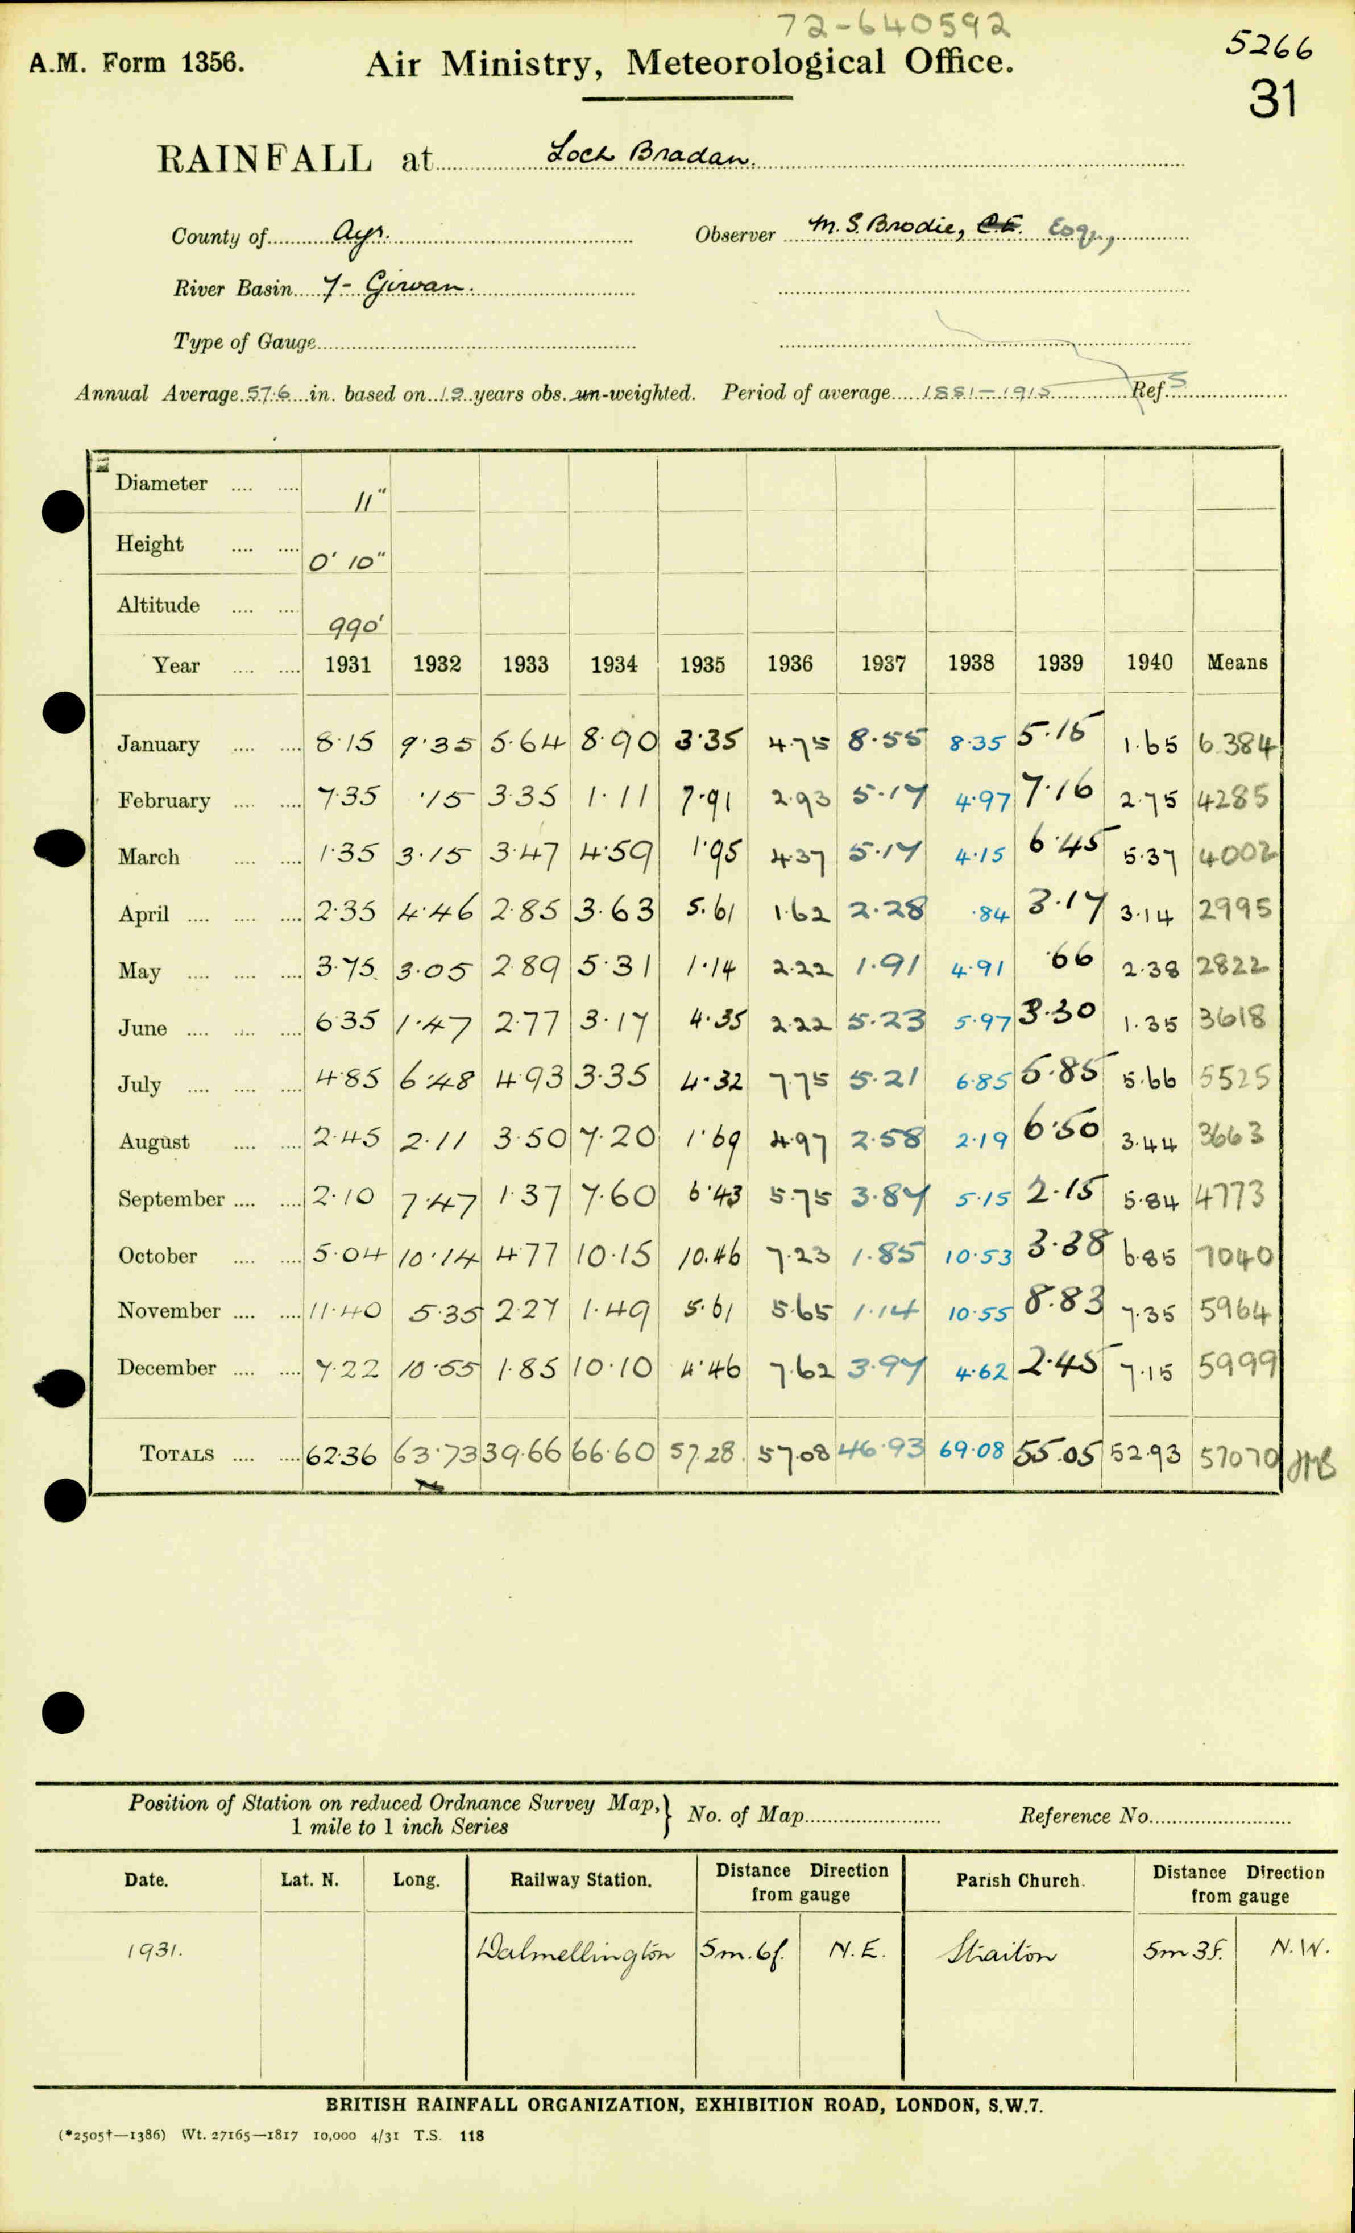 72-640592
5266
A.M. Form 1356. Air Ministry, Meteorological Office.
31
RAINFALL at Loch Bradan.
County of Ayr. Observer M. S. Brodie, C.E. Esq.,
River Basin 7- Girvan.
Type of Gauge
Annual Average 57.6 in. based on 19 years obs. un-weighted. Period of average 1881-1915 Ref. S
Diameter 11"
Height 0' 10"
Altitude 990'
Year 1931 1932 1933 1934 1935 1936 1937 1938 1939 1940 Means
January 8.15 9.35 5.64 8.90 3.35 4.75 8.55 8.35 5.15 1.65 6.384
February 7.35 .15 3.35 1.11 7.91 2.93 5.17 4.97 7.16 2.75 4285
March 1.35 3.15 3.47 4.59 1.95 4.37 5.17 4.15 6.45 5.37 4002
April 2.35 4.46 2.85 3.63 5.61 1.62 2.28 .84 3.17 3.14 2995
May 3.75 3.05 2.89 5.31 1.14 2.22 1.91 4.91 .66 2.38 2822
June 6.35 1.47 2.77 3.17 4.35 2.22 5.23 5.97 3.30 1.35 3618
July 4.85 6.48 4.93 3.35 4.32 7.75 5.21 6.85 5.85 5.66 5525
August 2.45 2.11 3.50 7.20 1.69 4.97 2.58 2.19 6.50 3.44 3663
September 2.10 7.47 1.37 7.60 6.43 5.75 3.87 5.15 2.15 5.84 4773
October 5.04 10.14 4.77 10.15 10.46 7.23 1.85 10.53 3.38 6.85 7040
November 11.40 5.35 2.27 1.49 5.61 5.65 1.14 10.55 8.83 7.35 5964
December 7.22 10.55 1.85 10.10 4.46 7.62 3.97 4.62 2.45 7.15 5999
TOTALS 62.36 63.73 39.66 66.60 57.28 57.08 46.93 69.08 55.05 52.93 57070
Position of Station on reduced Ordnance Survey Map,} No. of Map Reference No.
1 mile to 1 inch Series
Date. Lat. N. Long. Railway Station. Distance Direction from gauge Parish Church. Distance Direction from gauge
1931. Dalmellington 5m. 6f. N.E. Straiton 5m 3f. N.W.
BRITISH RAINFALL ORGANIZATION, EXHIBITION ROAD, LONDON, S.W.7.
(*2505†—1386) Wt. 27165—1817 10,000 4/31 T.S. 118